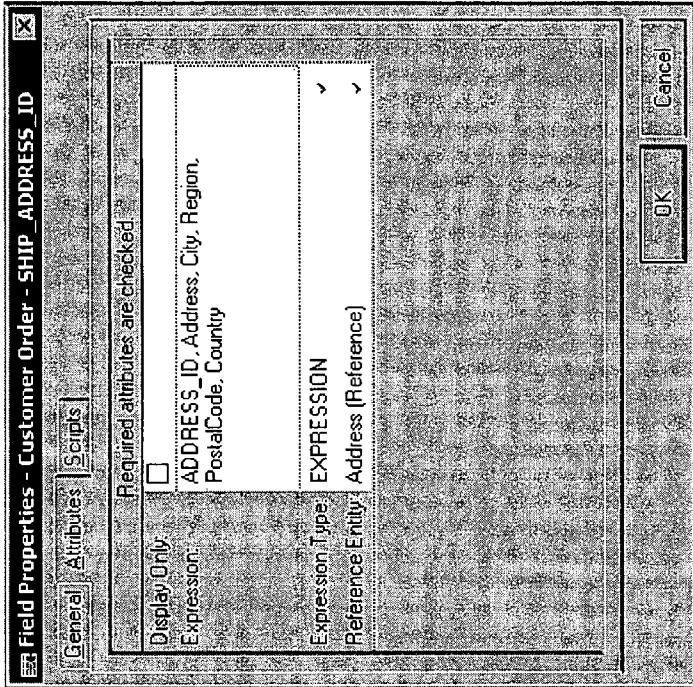 Field Properties - Customer Order - SHIP_ADDRESS_ID
General Attributes Scripts
Required attributes are checked.
Display Only:
Expression: ADDRESS_ID, Address, City, Region,
PostalCode, Country
Expression Type: EXPRESSION ✓
Reference Entity: Address (Reference) ✓
OK Cancel